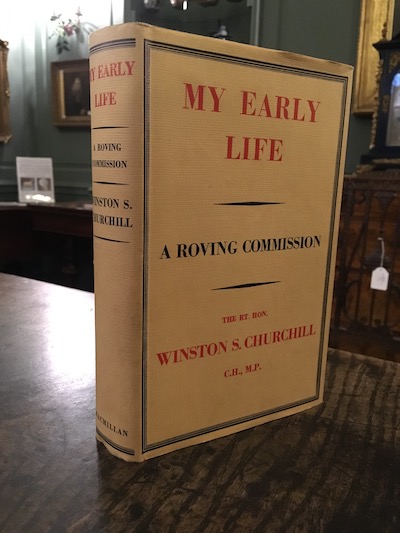 MY EARLY
LIFE
A ROVING
COMMISSION
WINSTON S.
CHURCHILL
MACMILLAN
MY EARLY
LIFE
A ROVING COMMISSION
THE RT. HON.
WINSTON S. CHURCHILL
C.H., M.P.